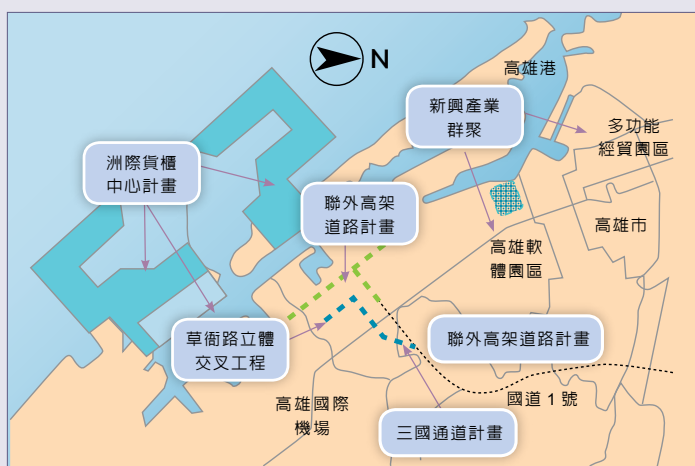 N
高雄港
新興產業
群聚
多功能
經貿園區
洲際貨櫃
中心計畫
聯外高架
道路計畫
高雄市
高雄軟
體園區
草衙路立體
交叉工程
聯外高架道路計畫
高雄國際
機場
國道 1 號
三國通道計畫